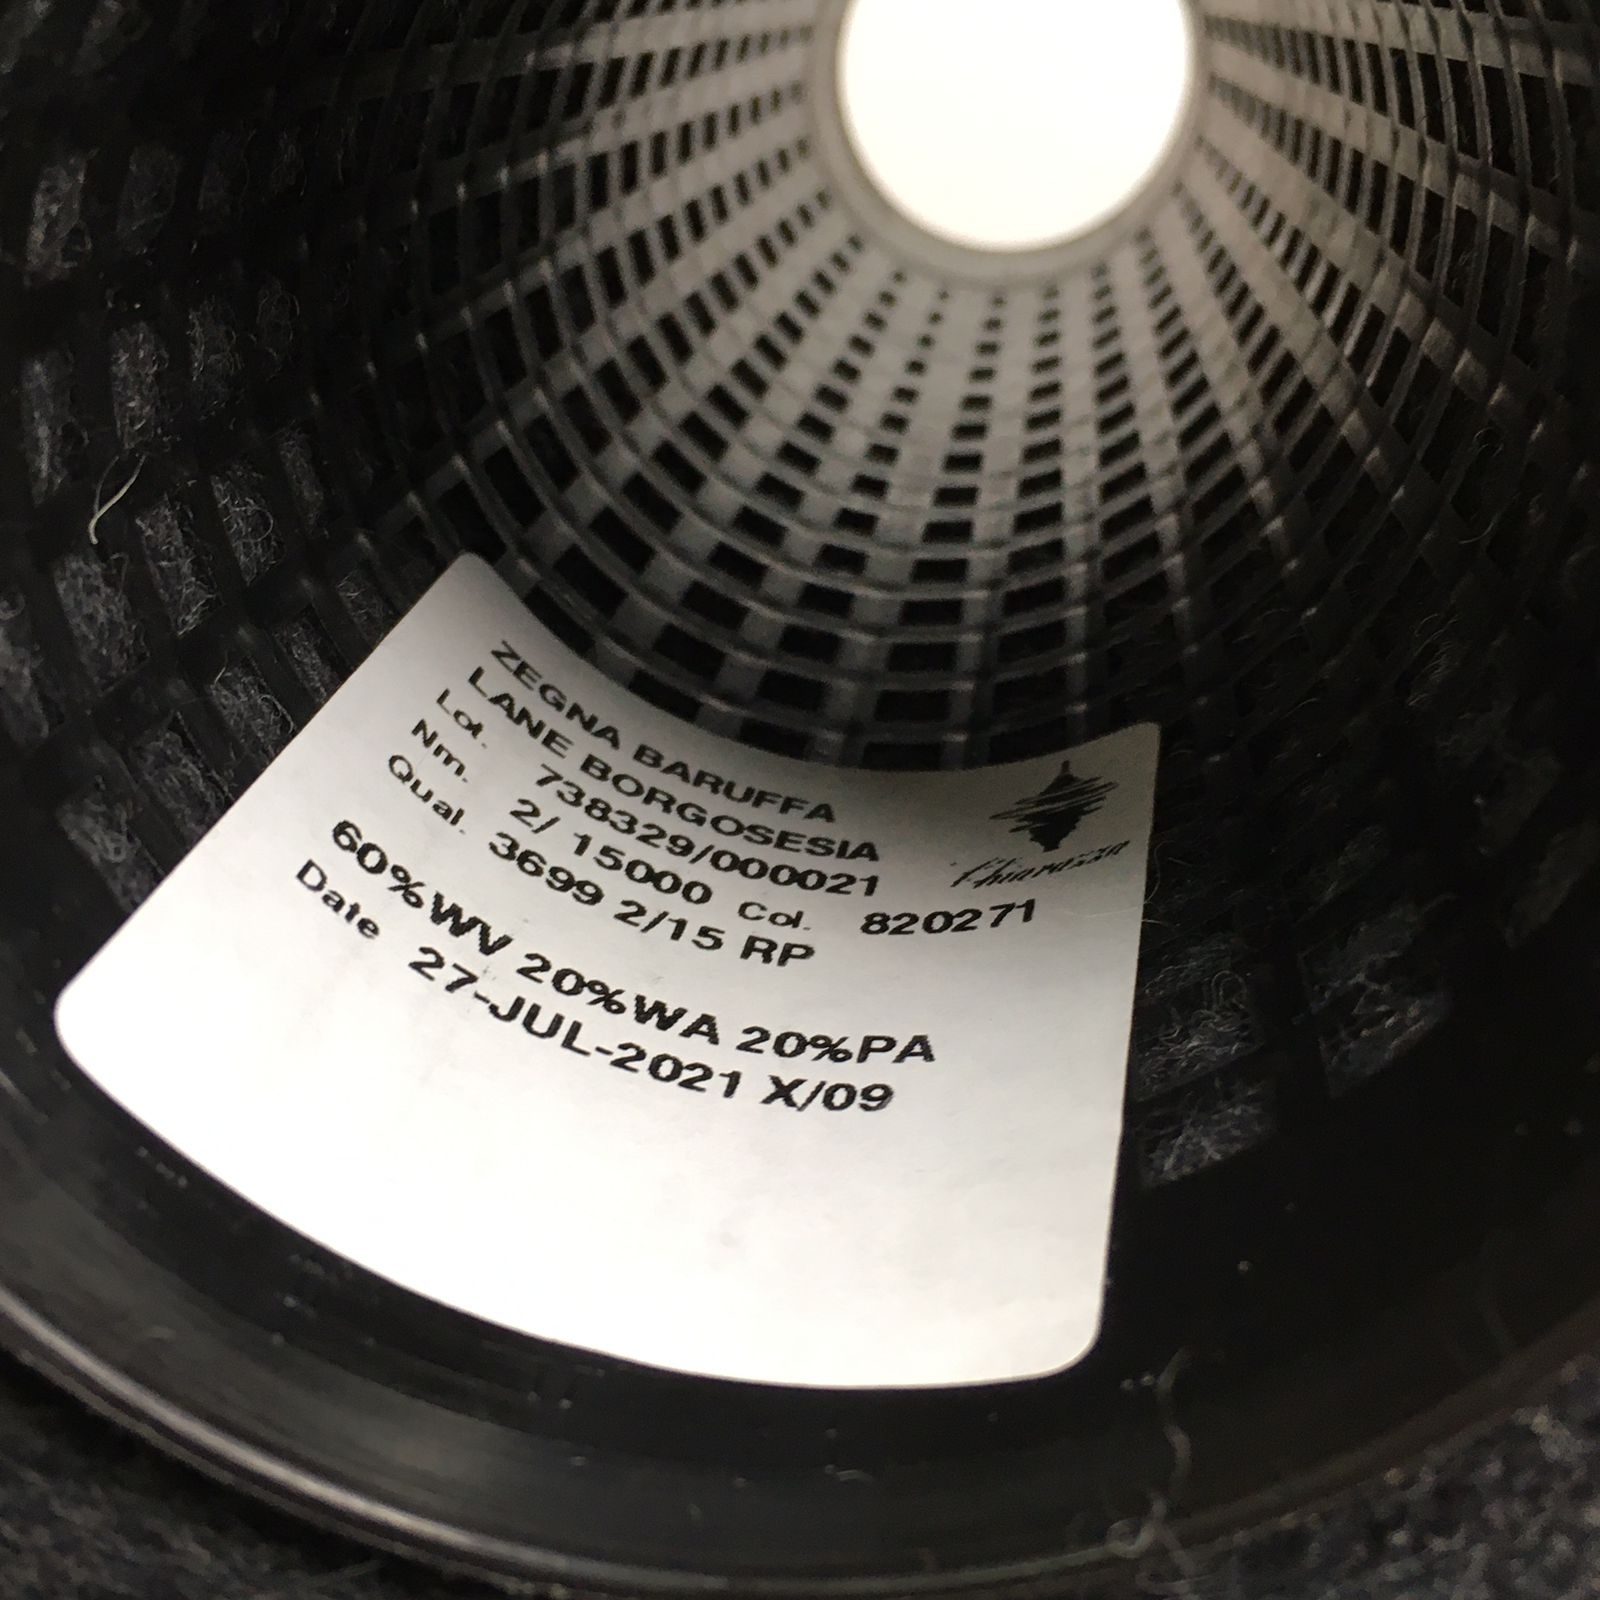 ZEGNA BARUFFA
LANE BORGOSESIA
Chiavazza
Lot. 738329/000021
Nm. 2/ 15000 Col. 820271
Qual. 3699 2/15 RP
60%WV 20%WA 20%PA
Date 27-JUL-2021 X/09